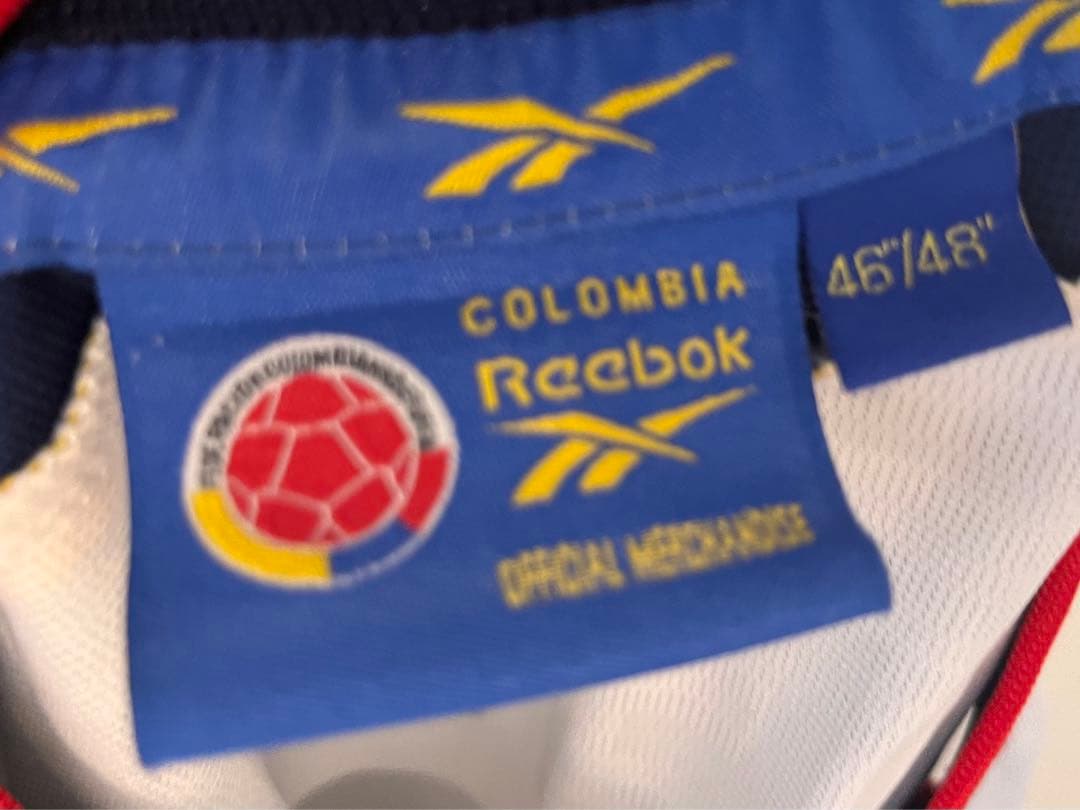 COLOMBIA
Reebok
OFFICIAL MERCHANDISE
46"/48"